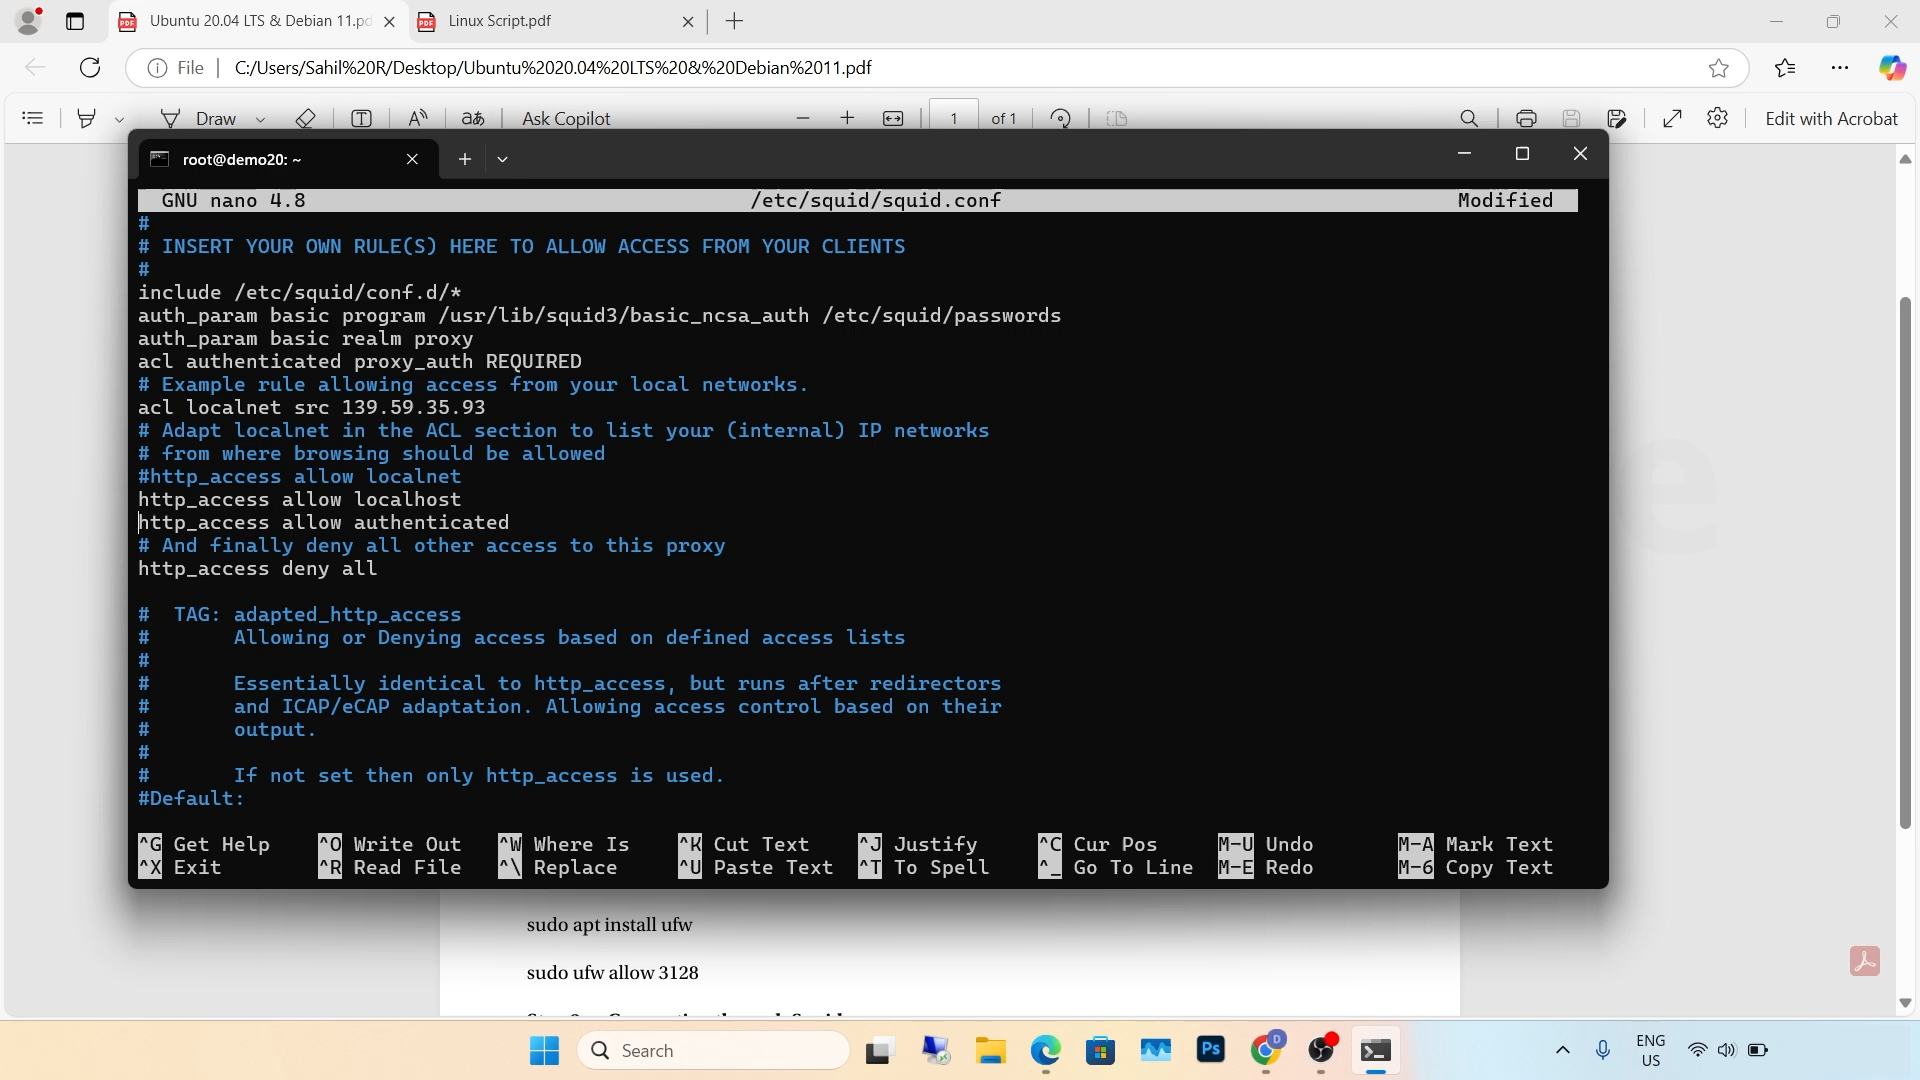 Ubuntu 20.04 LTS & Debian 11.pd
Linux Script.pdf
File
C:/Users/Sahil%20R/Desktop/Ubuntu%2020.04%20LTS%20&%20Debian%2011.pdf
Draw
Ask Copilot
1
of 1
Edit with Acrobat
root@demo20: ~
GNU nano 4.8 /etc/squid/squid.conf Modified
#
# INSERT YOUR OWN RULE(S) HERE TO ALLOW ACCESS FROM YOUR CLIENTS
#
include /etc/squid/conf.d/*
auth_param basic program /usr/lib/squid3/basic_ncsa_auth /etc/squid/passwords
auth_param basic realm proxy
acl authenticated proxy_auth REQUIRED
# Example rule allowing access from your local networks.
acl localnet src 139.59.35.93
# Adapt localnet in the ACL section to list your (internal) IP networks
# from where browsing should be allowed
#http_access allow localnet
http_access allow localhost
http_access allow authenticated
# And finally deny all other access to this proxy
http_access deny all
# TAG: adapted_http_access
# Allowing or Denying access based on defined access lists
#
# Essentially identical to http_access, but runs after redirectors
# and ICAP/eCAP adaptation. Allowing access control based on their
# output.
#
# If not set then only http_access is used.
#Default:
^G Get Help ^O Write Out ^W Where Is ^K Cut Text ^J Justify ^C Cur Pos M-U Undo M-A Mark Text
^X Exit ^R Read File ^\ Replace ^U Paste Text ^T To Spell ^_ Go To Line M-E Redo M-6 Copy Text
sudo apt install ufw
sudo ufw allow 3128
Search
ENG
US